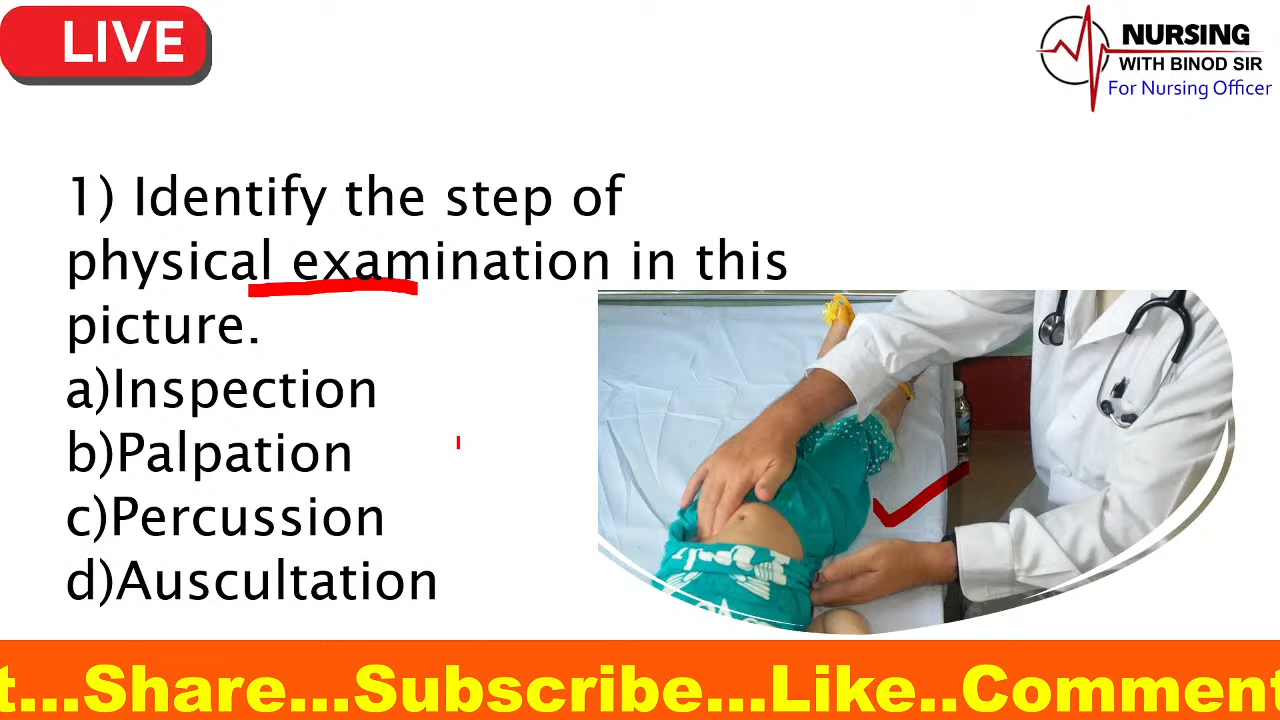 LIVE
NURSING
WITH BINOD SIR
For Nursing Officer
1) Identify the step of
physical examination in this
picture.
a)Inspection
b)Palpation
c)Percussion
d)Auscultation
t...Share...Subscribe...Like..Comment